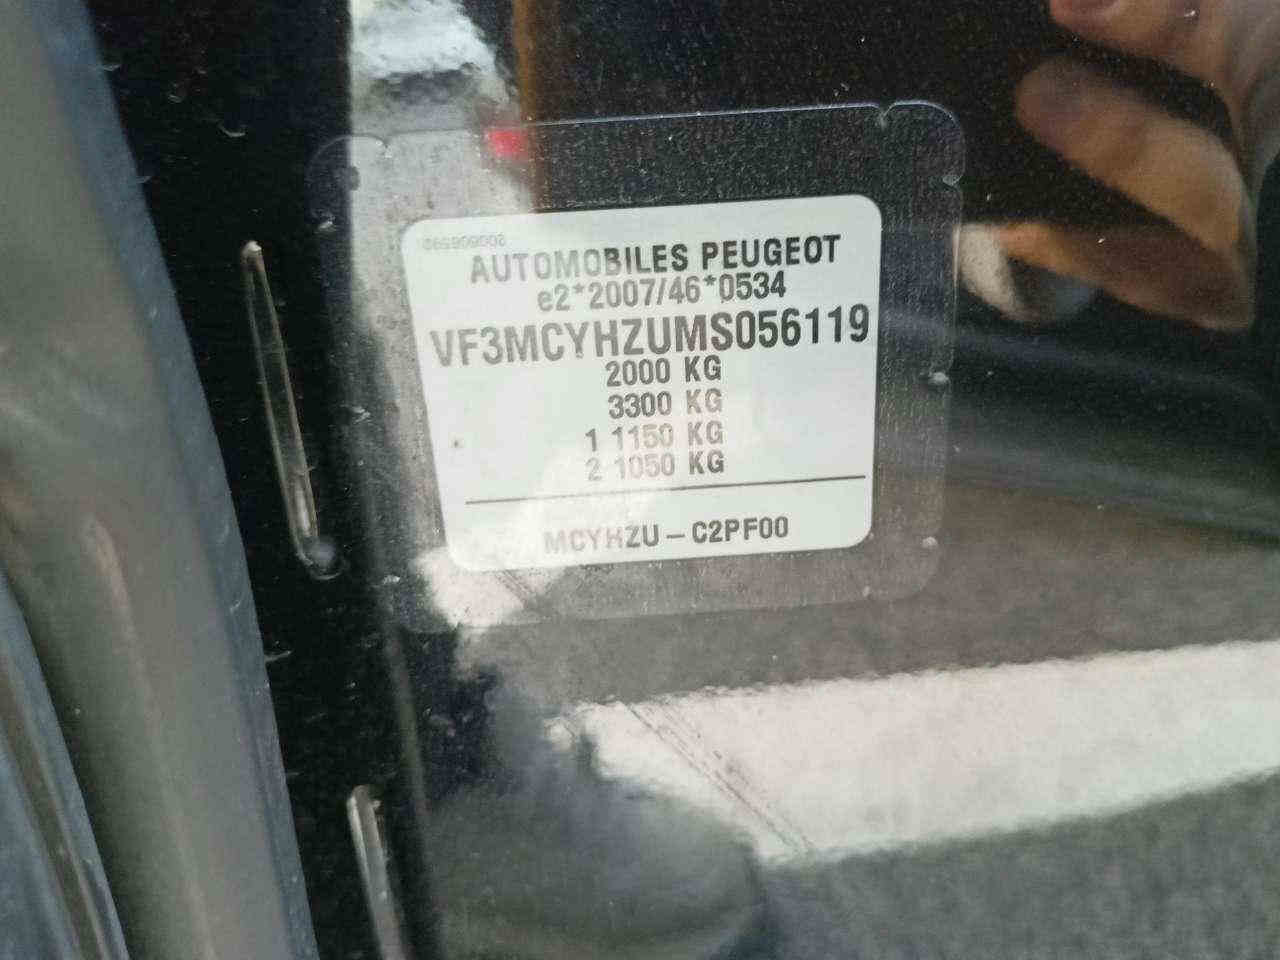 AUTOMOBILES PEUGEOT
e2*2007/46*0534
VF3MCYHZUMS056119
2000 KG
3300 KG
1 1150 KG
2 1050 KG
MCYHZU – C2PF00